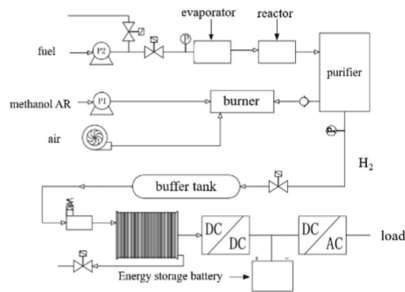 evaporator
reactor
fuel
P2
P
purifier
methanol AR
P1
burner
air
P
H2
buffer tank
DC
DC
DC
AC
load
Energy storage battery
- -